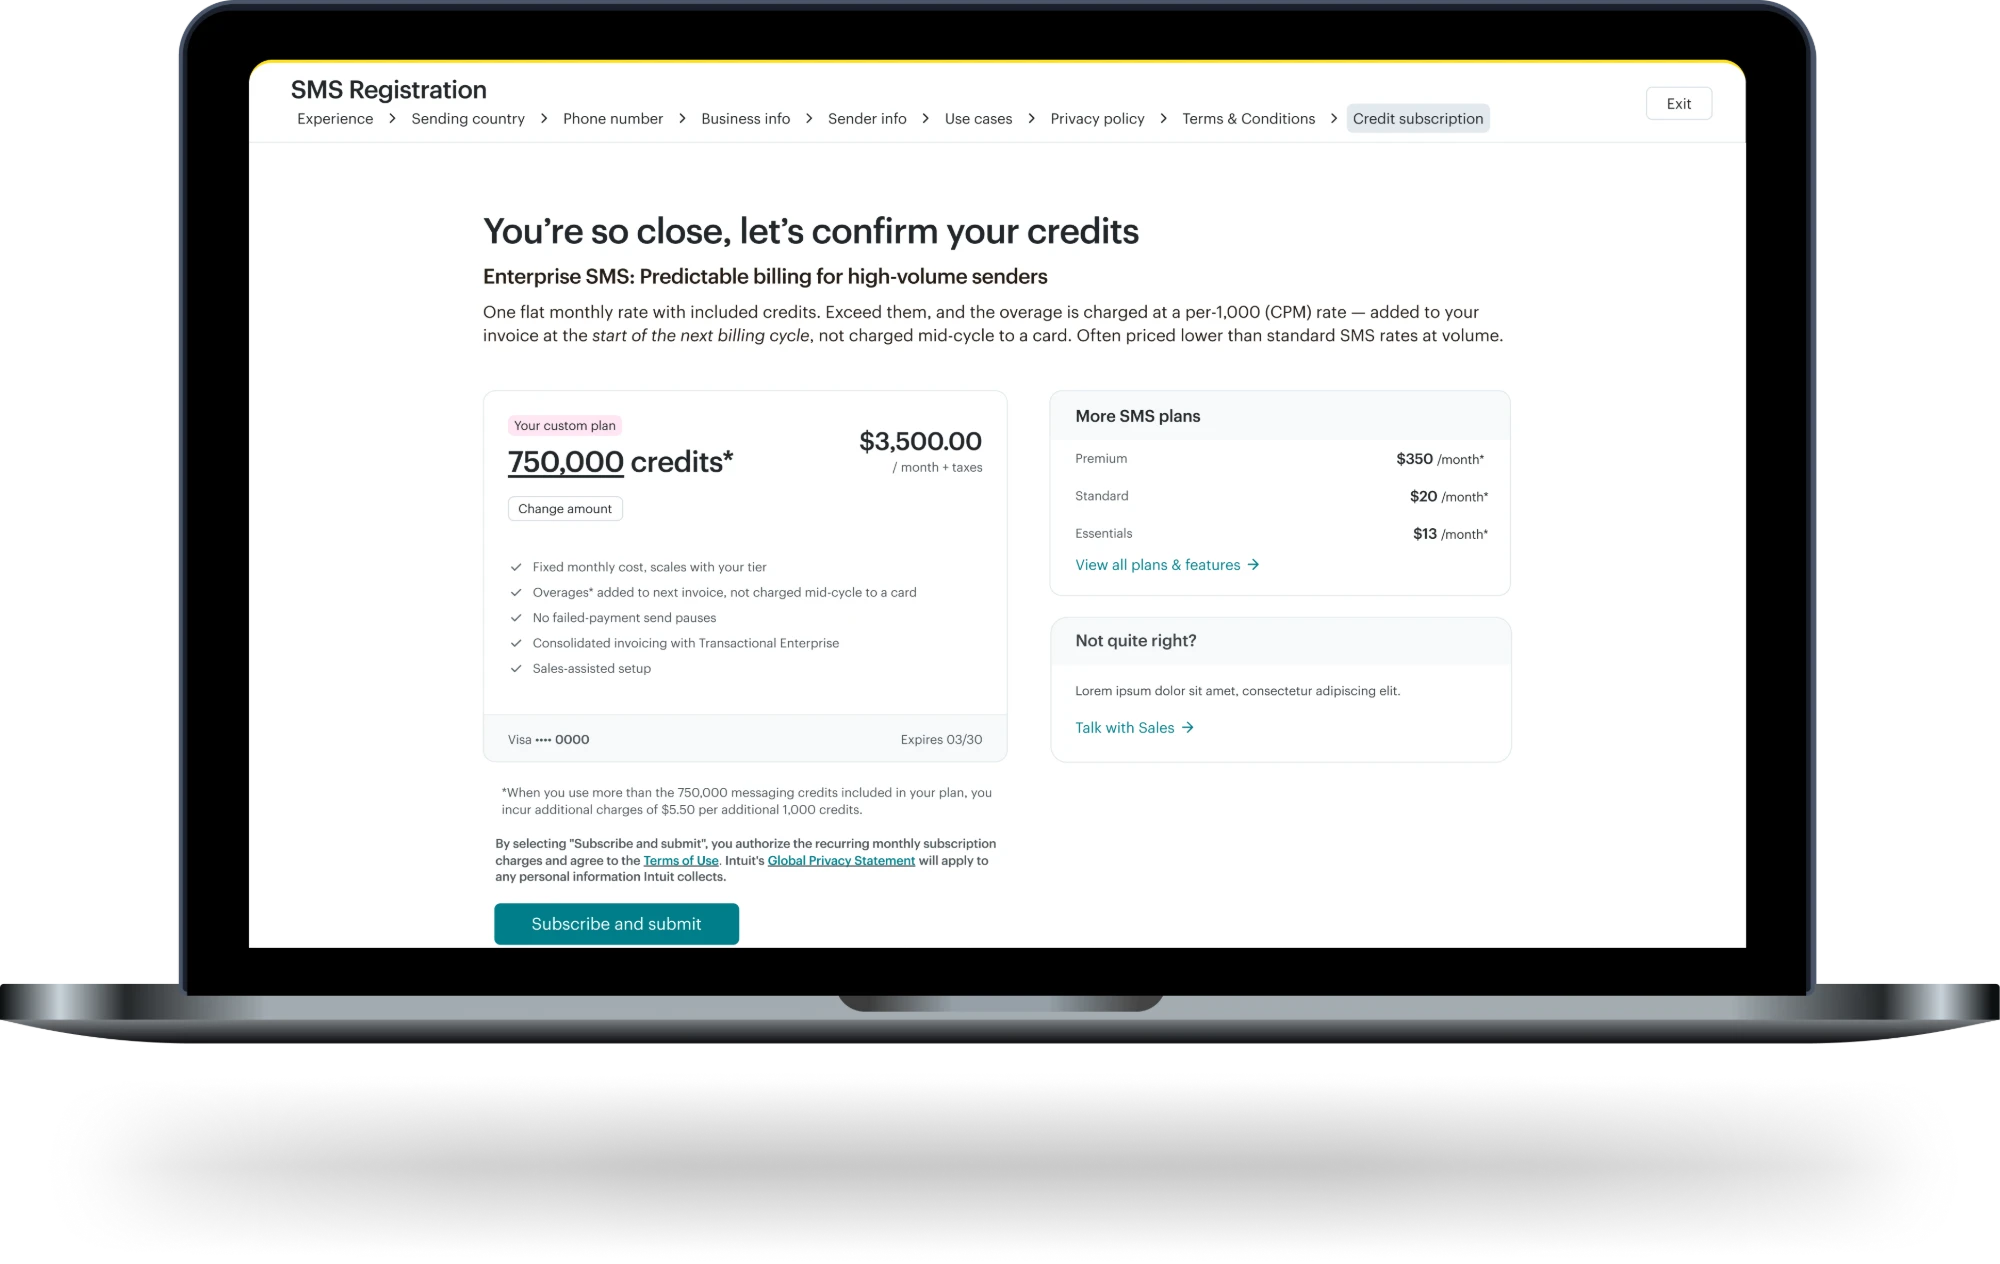 SMS Registration
Experience > Sending country > Phone number > Business info > Sender info > Use cases > Privacy policy > Terms & Conditions > Credit subscription
Exit
You're so close, let's confirm your credits
Enterprise SMS: Predictable billing for high-volume senders
One flat monthly rate with included credits. Exceed them, and the overage is charged at a per-1,000 (CPM) rate — added to your
invoice at the start of the next billing cycle, not charged mid-cycle to a card. Often priced lower than standard SMS rates at volume.
Your custom plan
750,000 credits*
$3,500.00
/ month + taxes
Change amount
Fixed monthly cost, scales with your tier
Overages* added to next invoice, not charged mid-cycle to a card
No failed-payment send pauses
Consolidated invoicing with Transactional Enterprise
Sales-assisted setup
Visa •••• 0000
Expires 03/30
*When you use more than the 750,000 messaging credits included in your plan, you
incur additional charges of $5.50 per additional 1,000 credits.
By selecting "Subscribe and submit", you authorize the recurring monthly subscription
charges and agree to the Terms of Use. Intuit's Global Privacy Statement will apply to
any personal information Intuit collects.
Subscribe and submit
More SMS plans
Premium $350 /month*
Standard $20 /month*
Essentials $13 /month*
View all plans & features →
Not quite right?
Lorem ipsum dolor sit amet, consectetur adipiscing elit.
Talk with Sales →